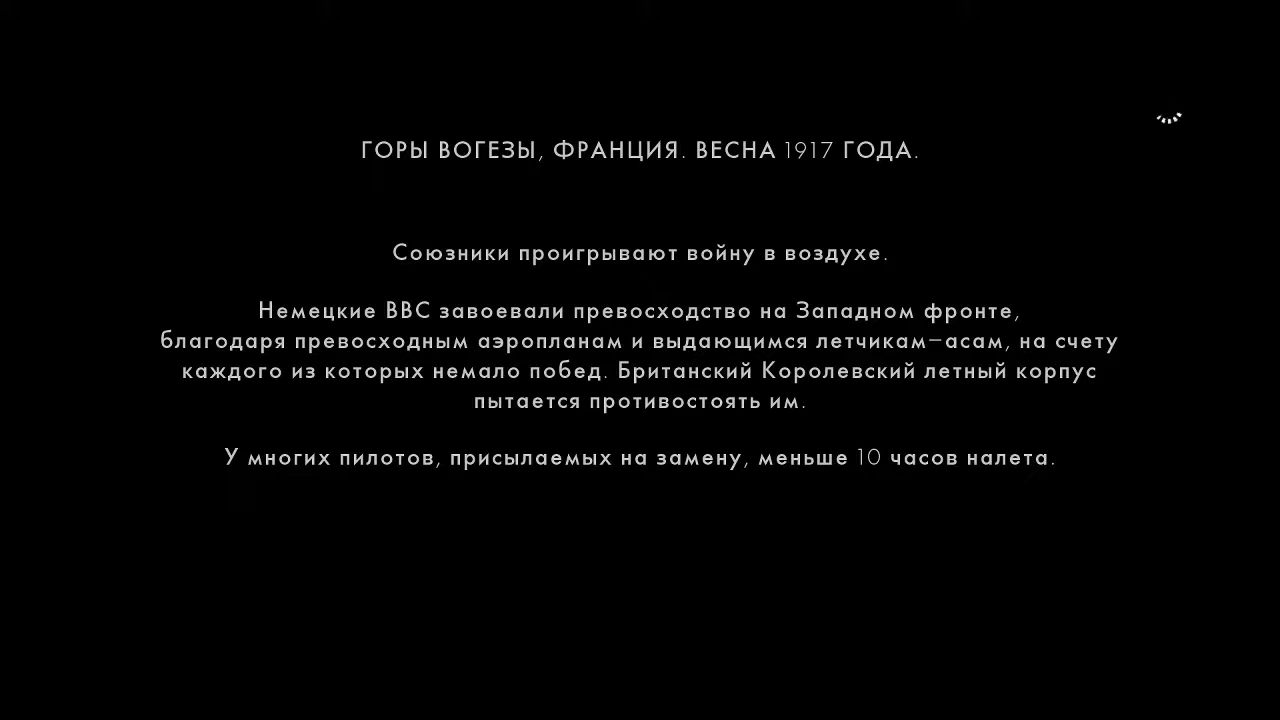 ГОРЫ ВОГЕЗЫ, ФРАНЦИЯ. ВЕСНА 1917 ГОДА.
Союзники проигрывают войну в воздухе.
Немецкие ВВС завоевали превосходство на Западном фронте,
благодаря превосходным аэропланам и выдающимся летчикам–асам, на счету
каждого из которых немало побед. Британский Королевский летный корпус
пытается противостоять им.
У многих пилотов, присылаемых на замену, меньше 10 часов налета.